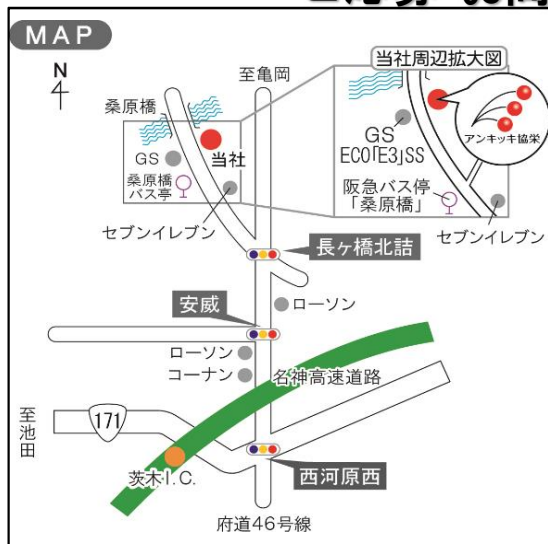 MAP
N
至亀岡
桑原橋
GS
当社
桑原橋
バス亭
セブンイレブン
当社周辺拡大図
アンキッキ協栄
GS
ECO「E3」SS
阪急バス停
「桑原橋」
セブンイレブン
長ヶ橋北詰
安威
ローソン
ローソン
コーナン
名神高速道路
至池田
171
茨木I.C.
西河原西
府道46号線